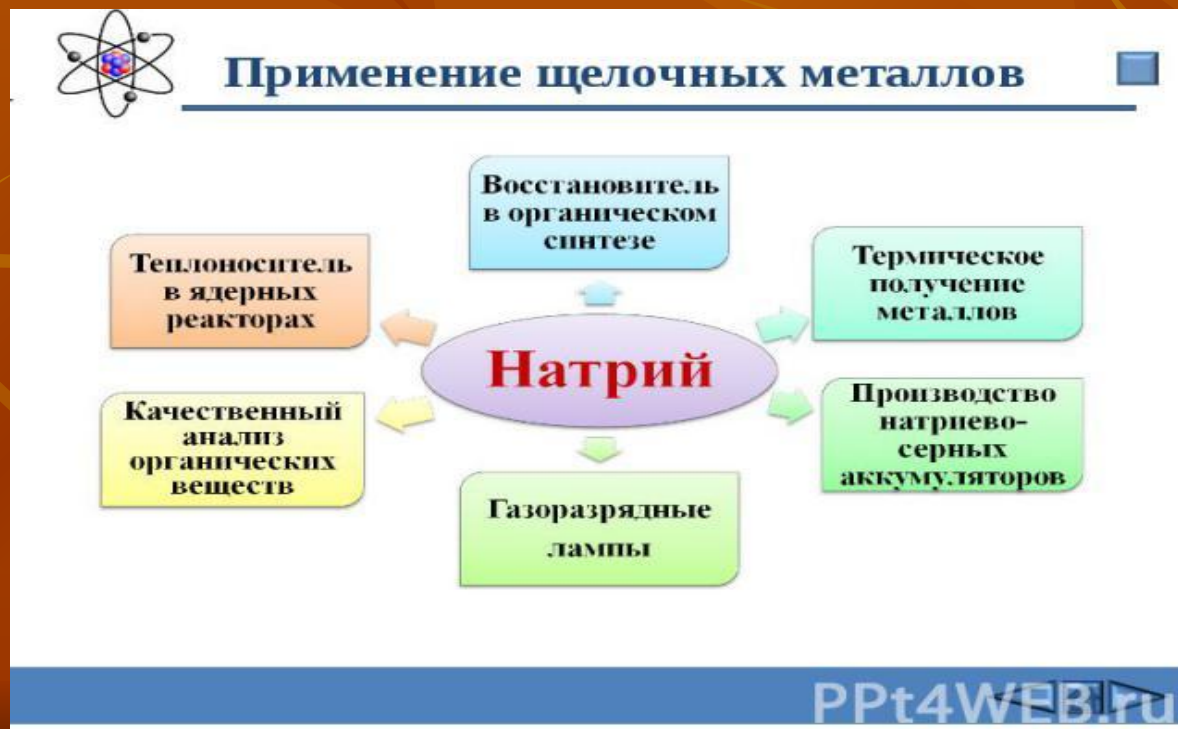 Применение щелочных металлов
Восстановитель
в органическом
синтезе
Теплоноситель
в ядерных
реакторах
Термическое
получение
металлов
Натрий
Качественный
анализ
органических
веществ
Производство
натриево-
серных
аккумуляторов
Газоразрядные
лампы
PPt4WEB.ru